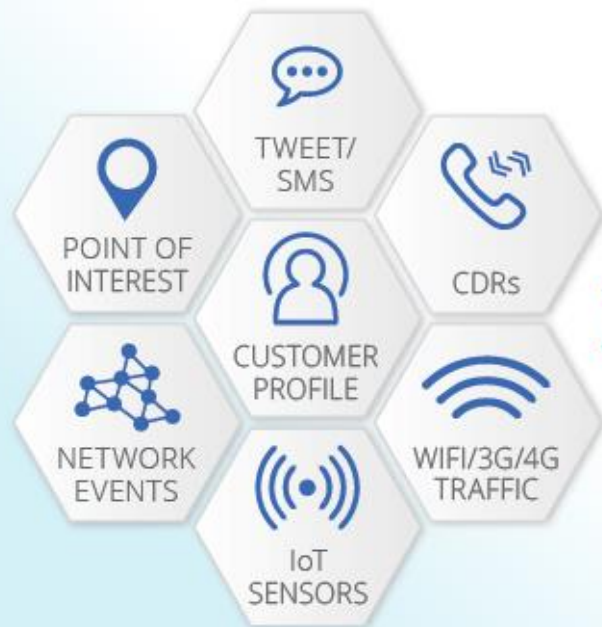 TWEET/
SMS
POINT OF
INTEREST
CDRs
CUSTOMER
PROFILE
NETWORK
EVENTS
WIFI/3G/4G
TRAFFIC
IoT
SENSORS